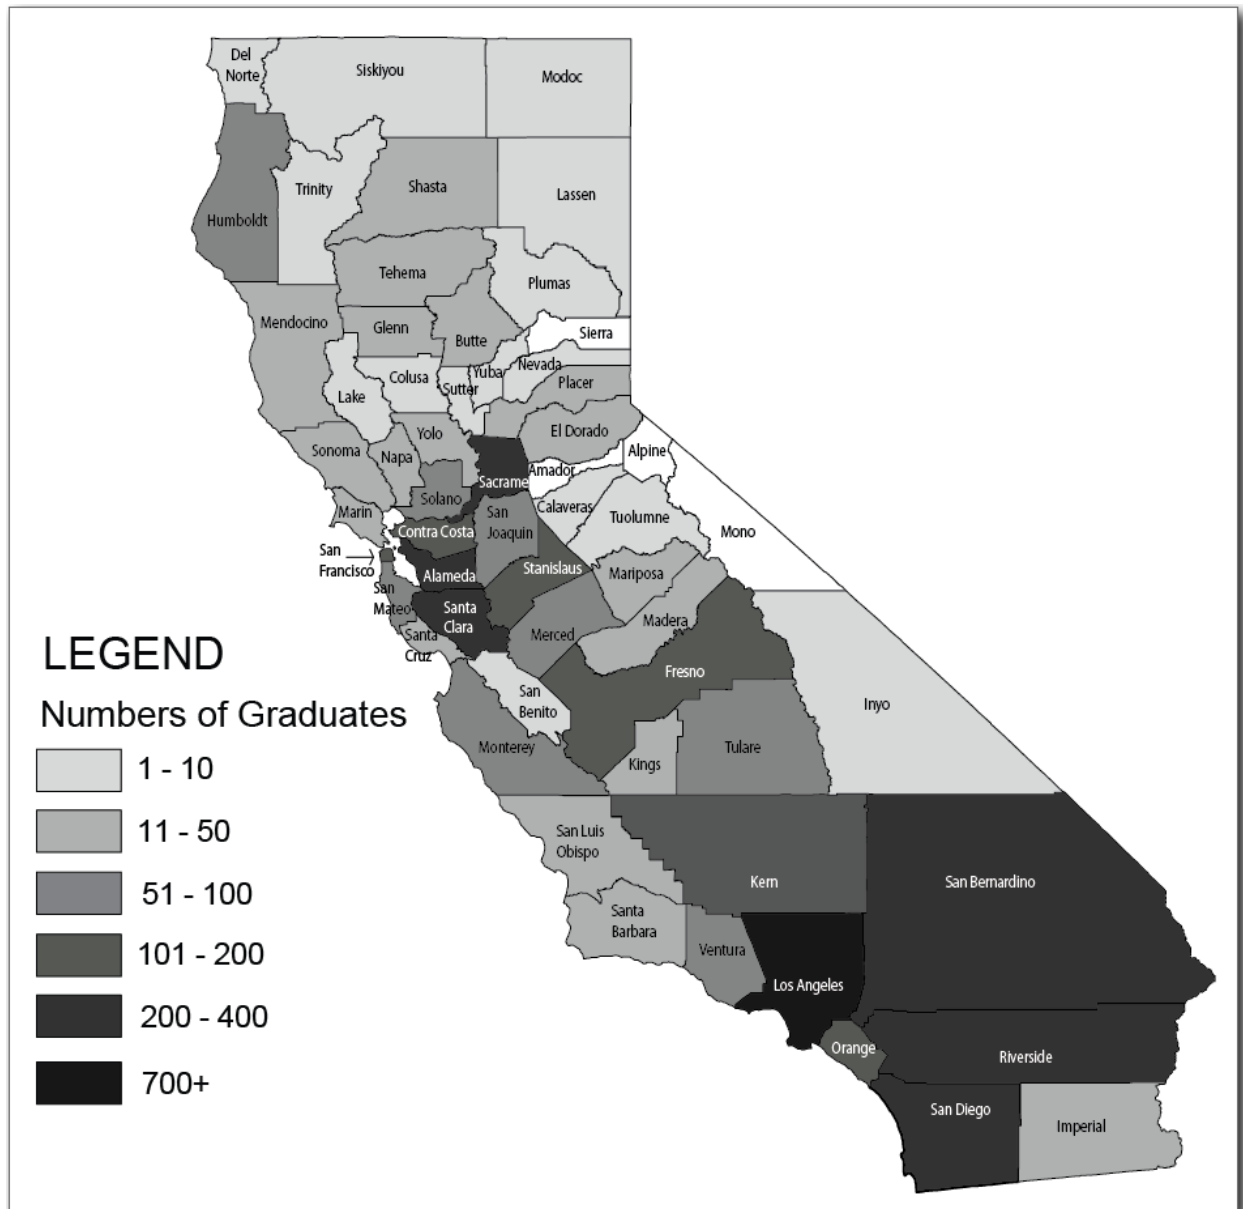 Del
Norte
Siskiyou
Modoc
Trinity
Shasta
Lassen
Humboldt
Tehema
Plumas
Mendocino
Glenn
Butte
Sierra
Nevada
Yuba
Colusa
Sutter
Placer
Lake
Yolo
El Dorado
Sonoma
Napa
Alpine
Amador
Sacrame
Solano
Calaveras
Marin
San
Joaquin
Tuolumne
Contra Costa
Mono
San
Francisco
Alameda
Stanislaus
Mariposa
San
Mateo
Santa
Clara
Madera
Merced
Santa
Cruz
Fresno
San
Benito
Inyo
Monterey
Tulare
Kings
San Luis
Obispo
Kern
San Bernardino
Santa
Barbara
Ventura
Los Angeles
Orange
Riverside
San Diego
Imperial
LEGEND
Numbers of Graduates
1 - 10
11 - 50
51 - 100
101 - 200
200 - 400
700+